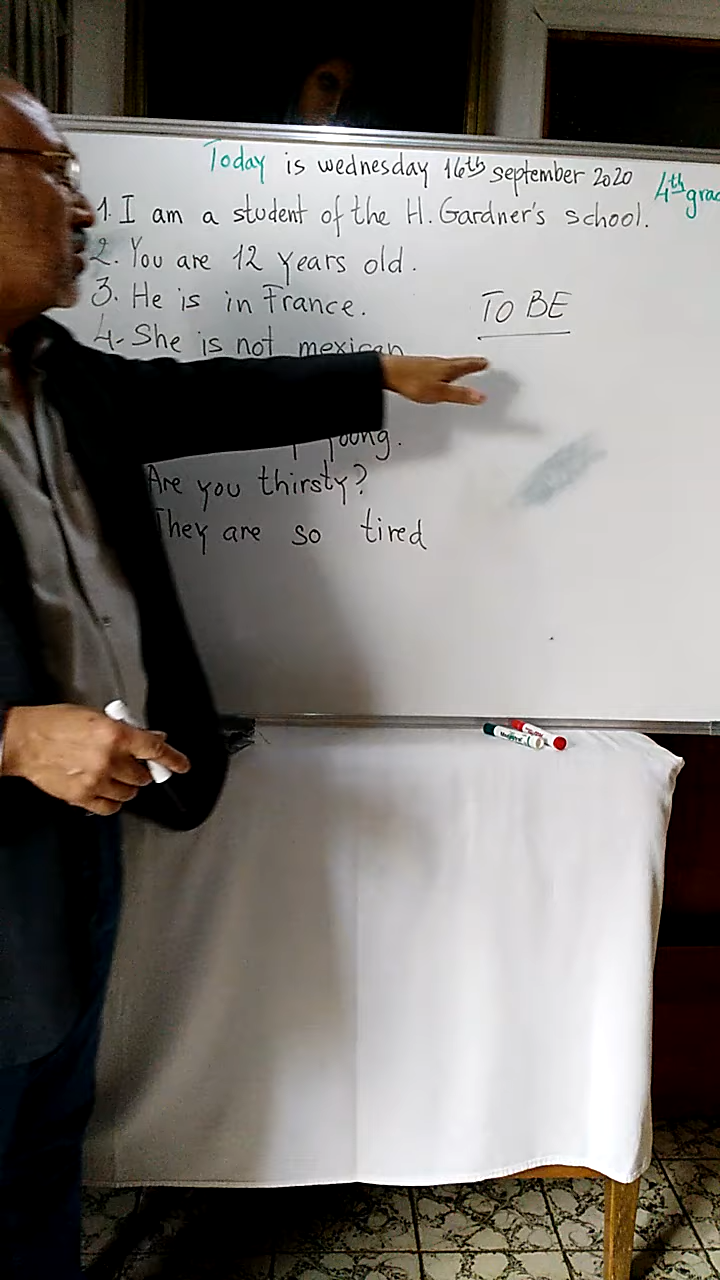 Today is wednesday 16th september 2020
4th grad
1. I am a student of the H. Gardner's school.
2. You are 12 years old.
3. He is in France.
TO BE
4- She is not mexican
young.
Are you thirsty?
They are so tired